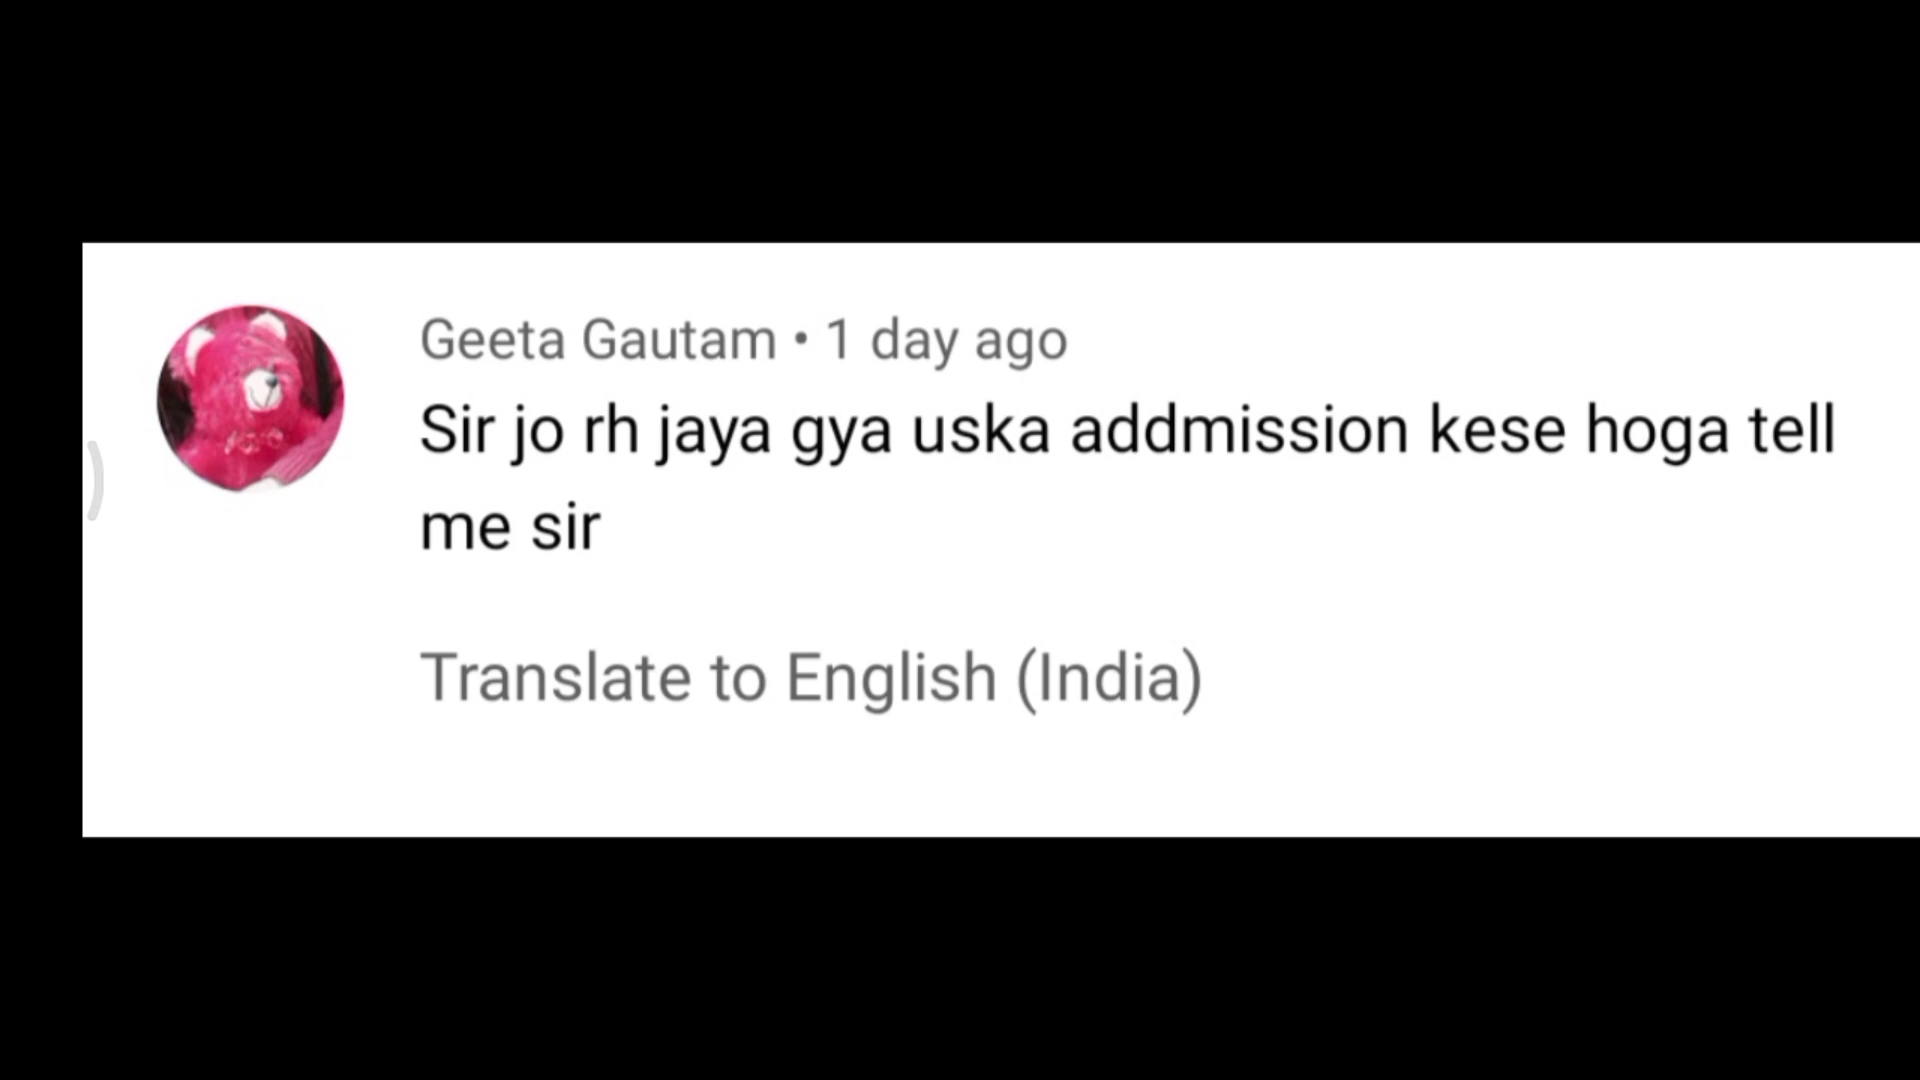 Geeta Gautam • 1 day ago
Sir jo rh jaya gya uska addmission kese hoga tell
me sir
Translate to English (India)